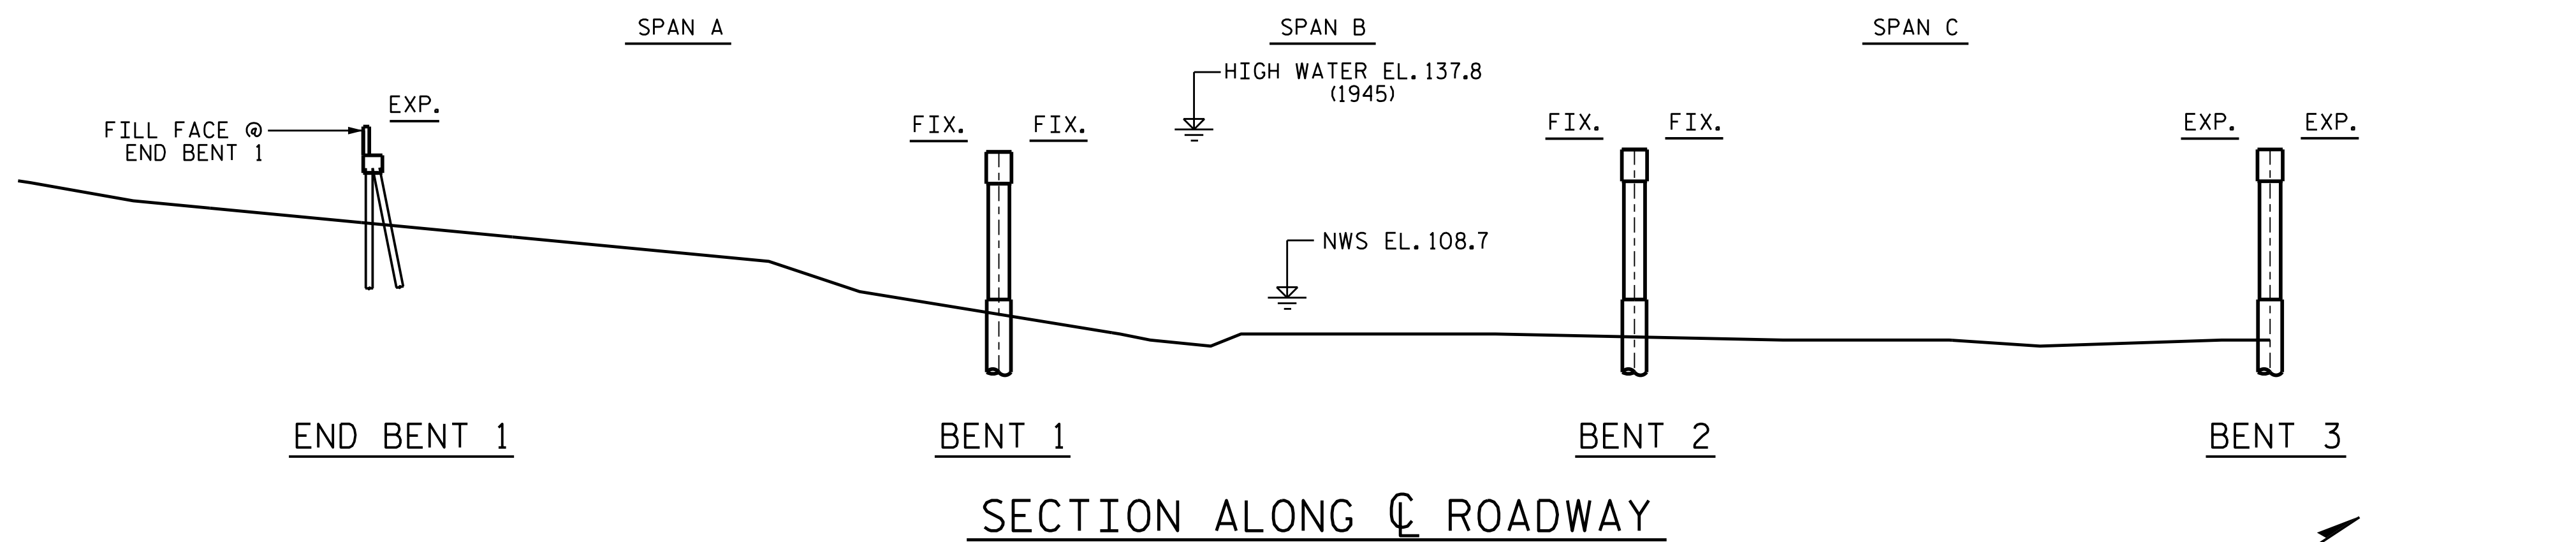 SPAN A
SPAN B
SPAN C
HIGH WATER EL. 137.8
(1945)
EXP.
FILL FACE @
END BENT 1
FIX.
FIX.
FIX.
FIX.
EXP.
EXP.
NWS EL. 108.7
END BENT 1
BENT 1
BENT 2
BENT 3
SECTION ALONG ℄ ROADWAY